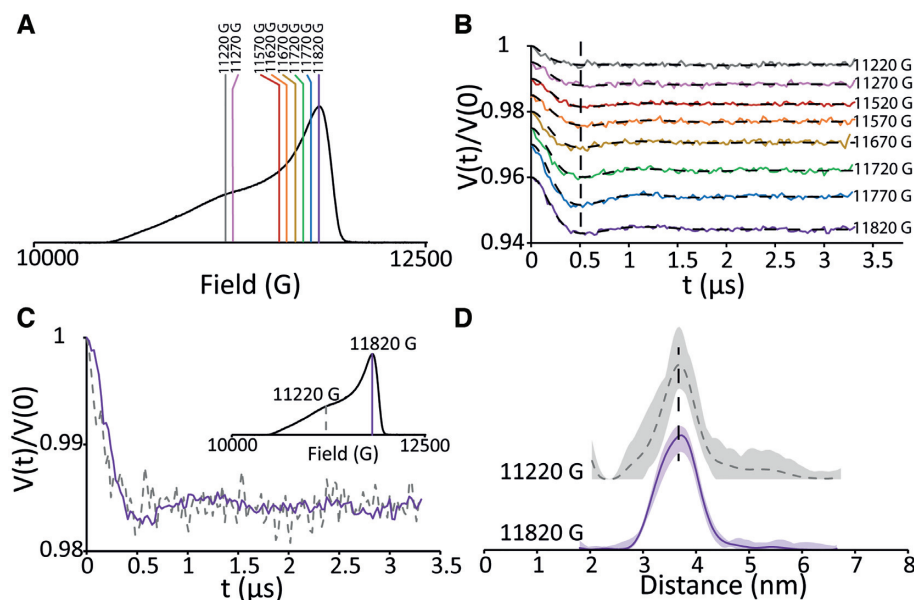 A
11220 G
11270 G
11570 G
11620 G
11670 G
11720 G
11770 G
11820 G
10000
12500
Field (G)
B
V(t)/V(0)
1
0.98
0.96
0.94
11220 G
11270 G
11520 G
11570 G
11670 G
11720 G
11770 G
11820 G
0 0.5 1 1.5 2 2.5 3 3.5
t (µs)
C
V(t)/V(0)
1
0.99
0.98
11820 G
11220 G
10000 12500
Field (G)
0 0.5 1 1.5 2 2.5 3 3.5
t (µs)
D
11220 G
11820 G
0 1 2 3 4 5 6 7 8
Distance (nm)